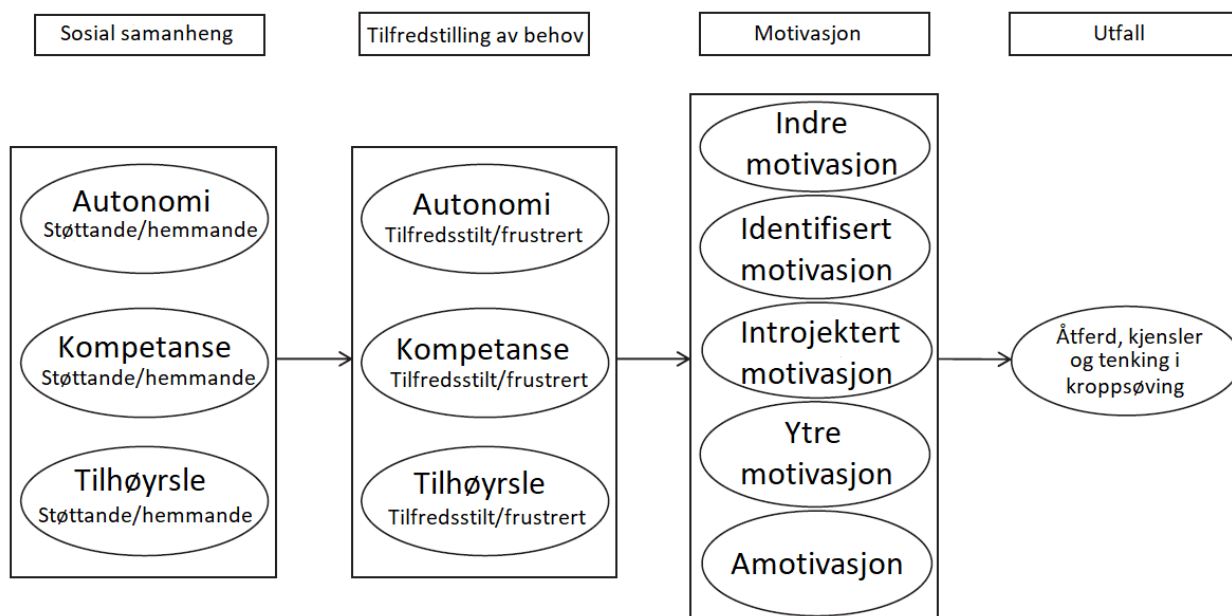 Sosial samanheng
Tilfredstilling av behov
Motivasjon
Utfall
Autonomi
Støttande/hemmande
Kompetanse
Støttande/hemmande
Tilhøyrsle
Støttande/hemmande
Autonomi
Tilfredsstilt/frustrert
Kompetanse
Tilfredsstilt/frustrert
Tilhøyrsle
Tilfredsstilt/frustrert
Indre
motivasjon
Identifisert
motivasjon
Introjektert
motivasjon
Ytre
motivasjon
Amotivasjon
Åtferd, kjensler
og tenking i
kroppsøving